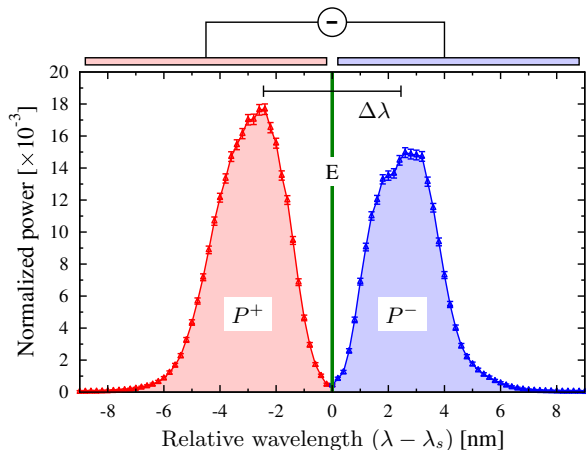 −
20
18
16
14
12
10
8
6
4
2
0
Normalized power [×10⁻³]
Δλ
E
P⁺
P⁻
-8 -6 -4 -2 0 2 4 6 8
Relative wavelength (λ − λₛ) [nm]